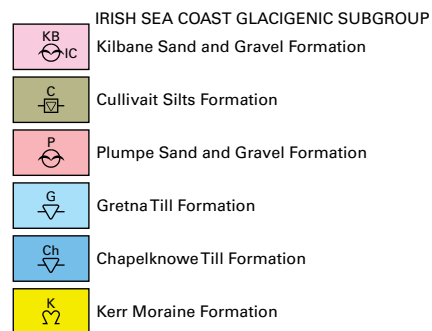 IRISH SEA COAST GLACIGENIC SUBGROUP
KB
IC
Kilbane Sand and Gravel Formation
C
Cullivait Silts Formation
P
Plumpe Sand and Gravel Formation
G
Gretna Till Formation
Ch
Chapelknowe Till Formation
K
Kerr Moraine Formation